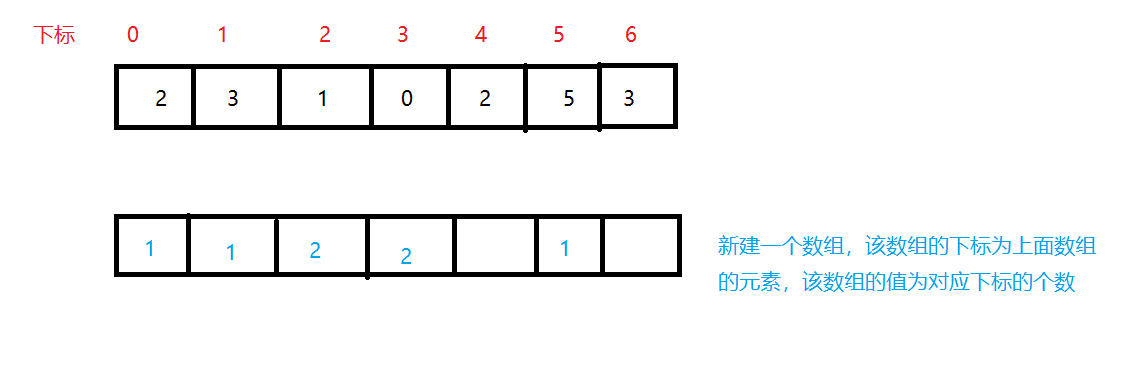 下标 0 1 2 3 4 5 6
2 3 1 0 2 5 3
1 1 2 2 1
新建一个数组，该数组的下标为上面数组
的元素，该数组的值为对应下标的个数